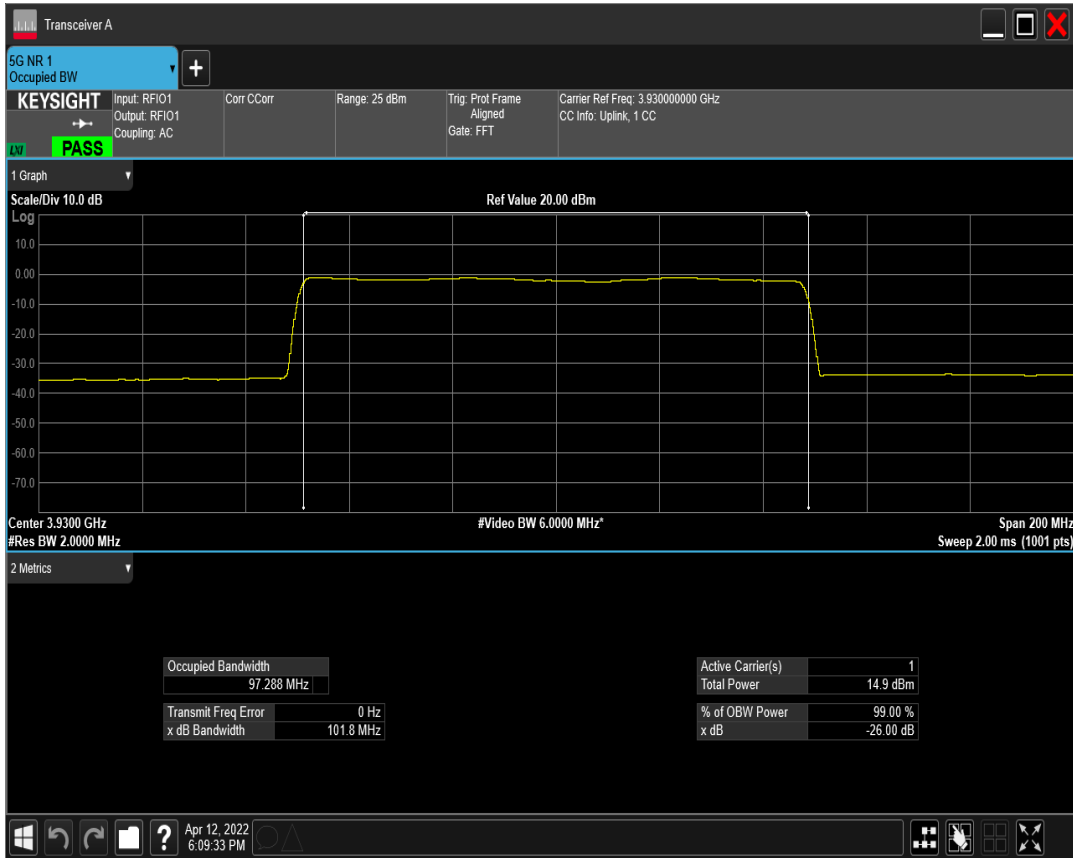 Transceiver A
5G NR 1
Occupied BW
KEYSIGHT
LXI
PASS
Input: RFIO1
Output: RFIO1
Coupling: AC
Corr CCorr
Range: 25 dBm
Trig: Prot Frame
Aligned
Gate: FFT
Carrier Ref Freq: 3.930000000 GHz
CC Info: Uplink, 1 CC
1 Graph
Scale/Div 10.0 dB
Ref Value 20.00 dBm
Log
10.0
0.00
-10.0
-20.0
-30.0
-40.0
-50.0
-60.0
-70.0
Center 3.9300 GHz
#Video BW 6.0000 MHz*
Span 200 MHz
#Res BW 2.0000 MHz
Sweep 2.00 ms (1001 pts)
2 Metrics
Occupied Bandwidth
97.288 MHz
Transmit Freq Error 0 Hz
x dB Bandwidth 101.8 MHz
Active Carrier(s) 1
Total Power 14.9 dBm
% of OBW Power 99.00 %
x dB -26.00 dB
?
Apr 12, 2022
6:09:33 PM